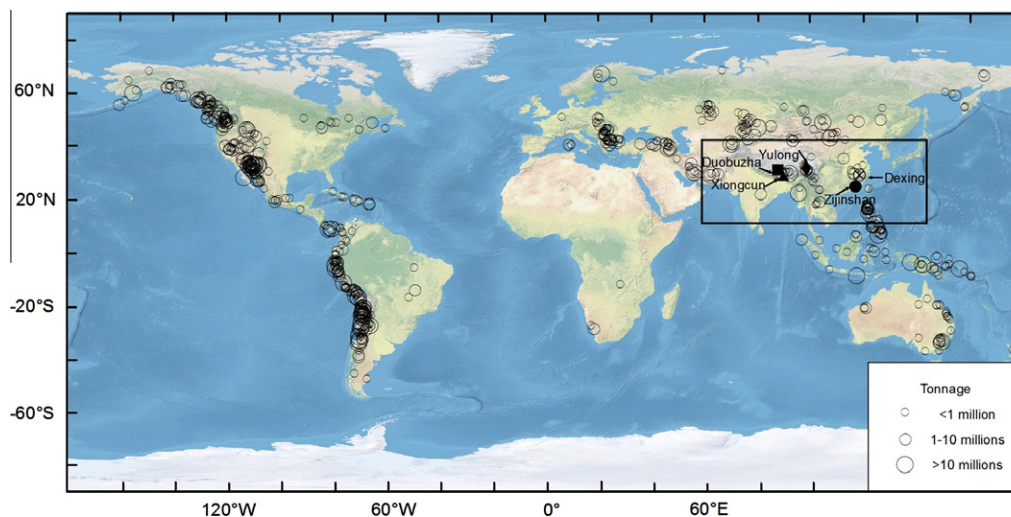 60°N
20°N
-20°S
-60°S
Duobuzha
Yulong
Xiongcun
Dexing
Zijinshan
Tonnage
<1 million
1-10 millions
>10 millions
120°W
60°W
0°
60°E